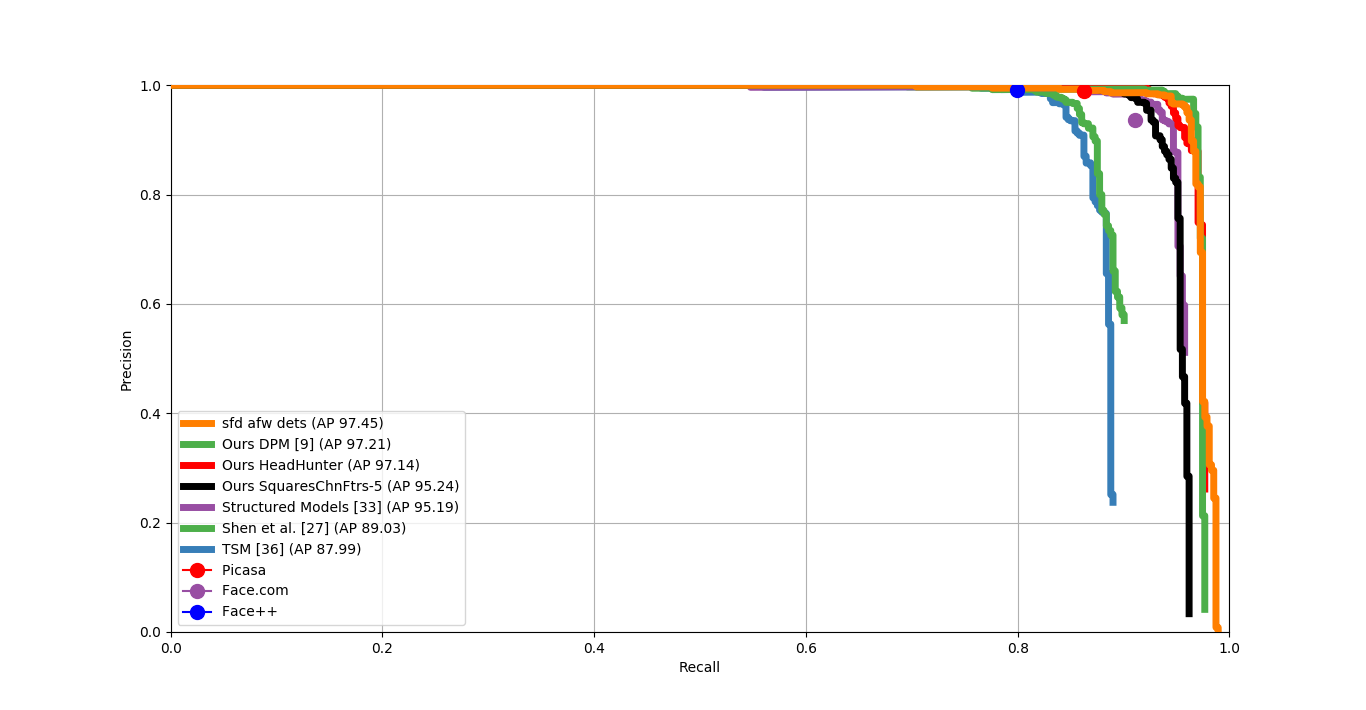 1.0
0.8
0.6
0.4
0.2
0.0
Precision
sfd afw dets (AP 97.45)
Ours DPM [9] (AP 97.21)
Ours HeadHunter (AP 97.14)
Ours SquaresChnFtrs-5 (AP 95.24)
Structured Models [33] (AP 95.19)
Shen et al. [27] (AP 89.03)
TSM [36] (AP 87.99)
Picasa
Face.com
Face++
0.0 0.2 0.4 0.6 0.8 1.0
Recall